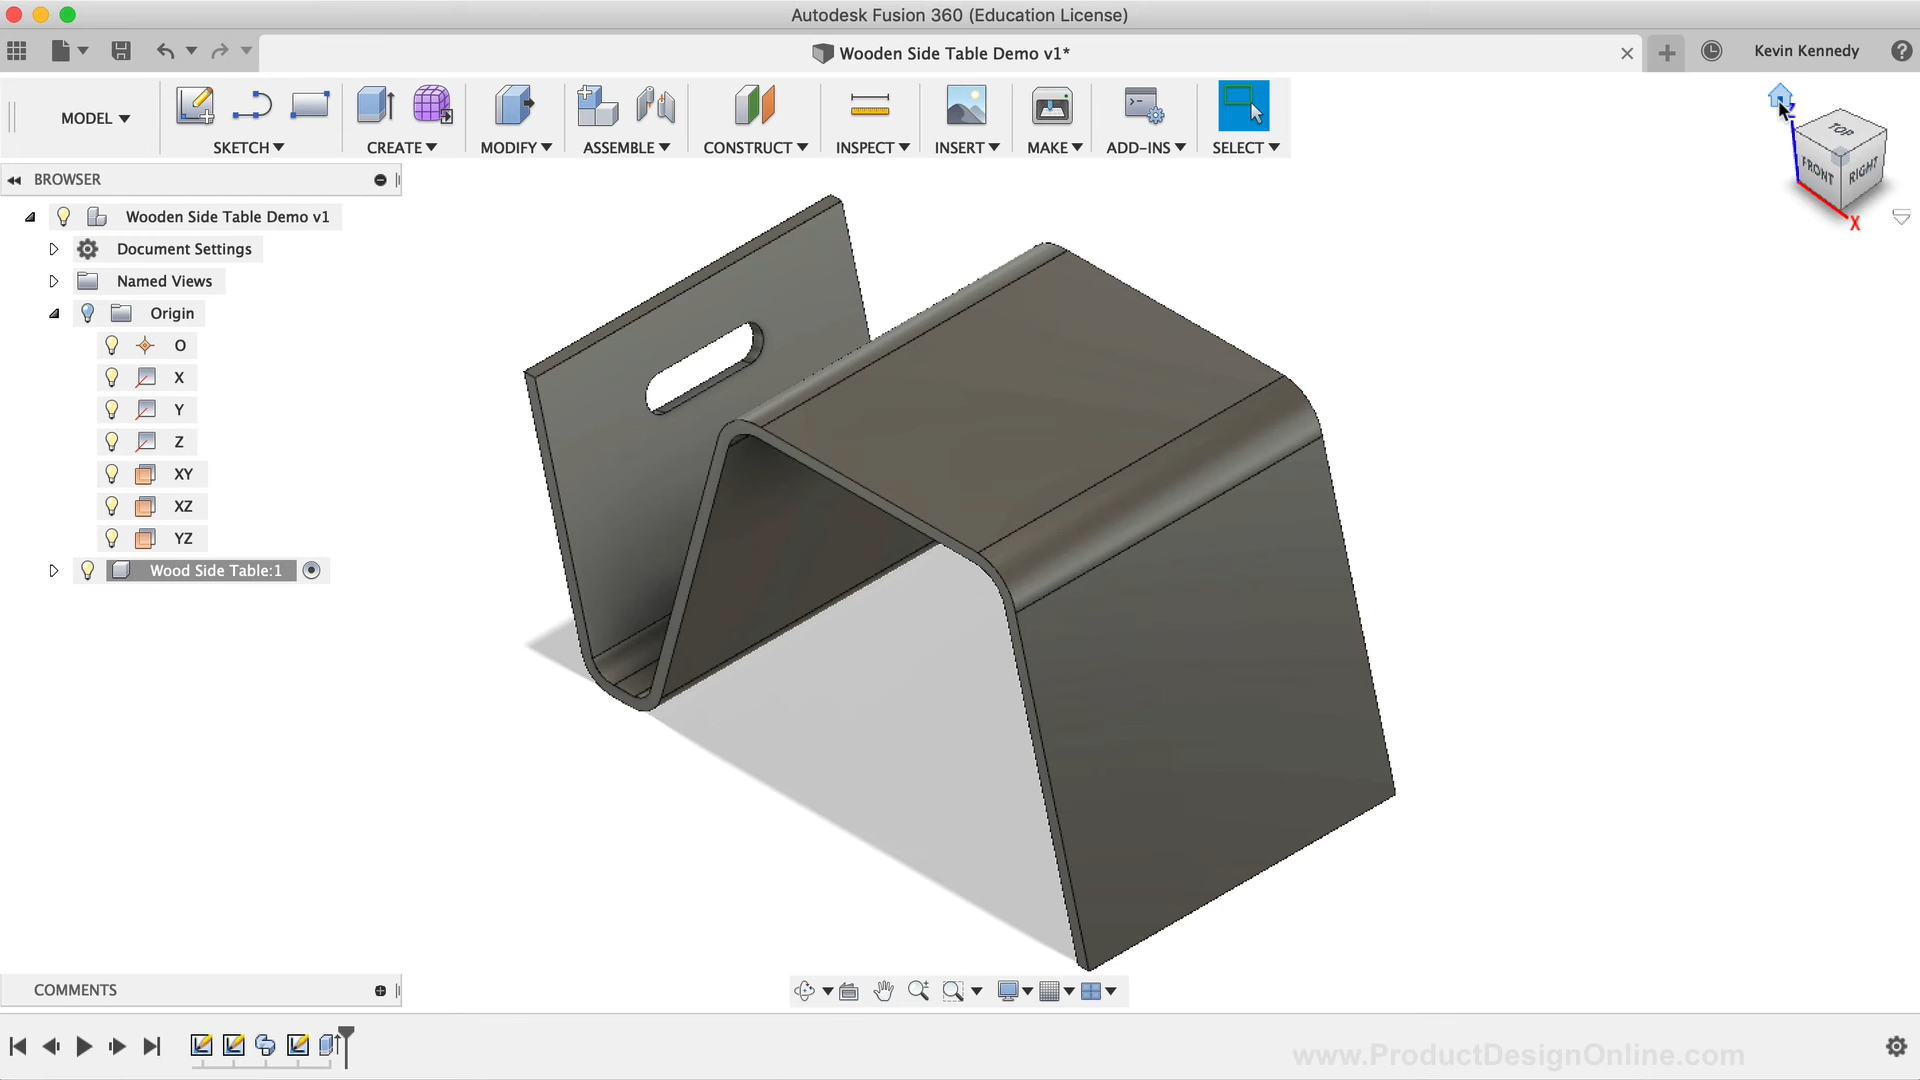 Autodesk Fusion 360 (Education License)
Wooden Side Table Demo v1*
Kevin Kennedy
MODEL
SKETCH
CREATE
MODIFY
ASSEMBLE
CONSTRUCT
INSPECT
INSERT
MAKE
ADD-INS
SELECT
TOP
FRONT
RIGHT
Z
X
BROWSER
Wooden Side Table Demo v1
Document Settings
Named Views
Origin
O
X
Y
Z
XY
XZ
YZ
Wood Side Table:1
COMMENTS
www.ProductDesignOnline.com